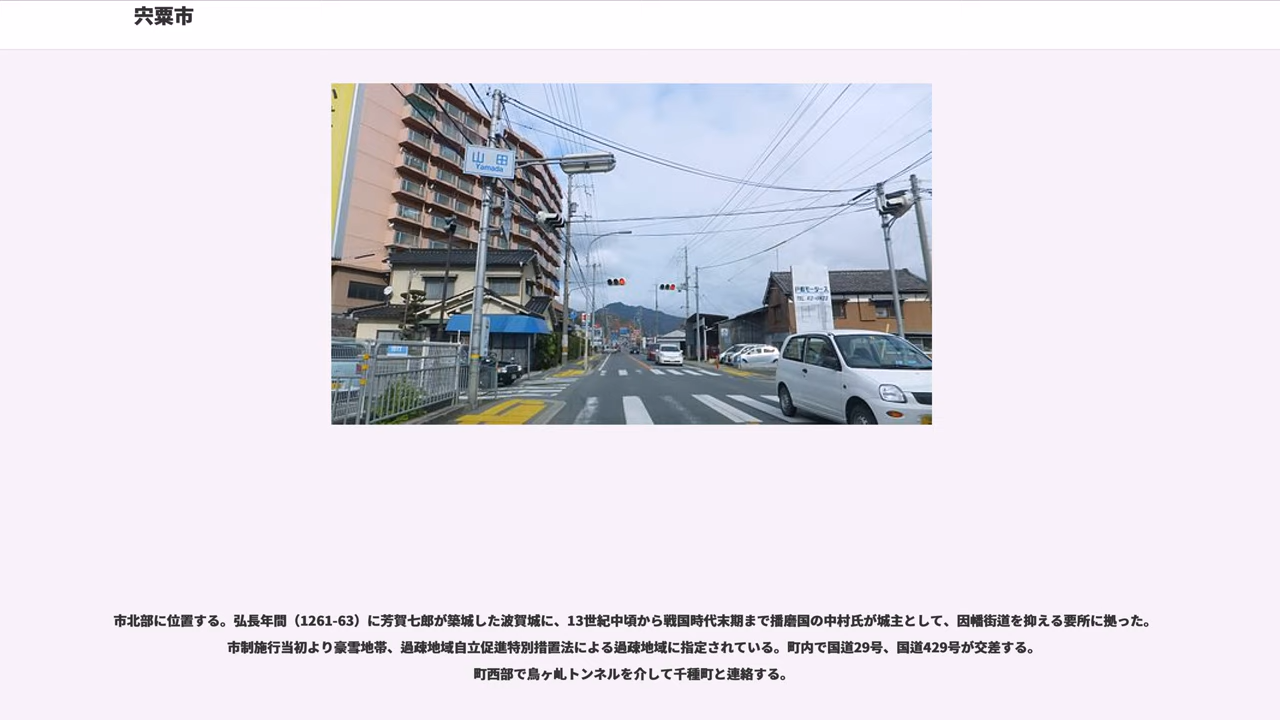 宍粟市
山田
Yamada
市北部に位置する。弘長年間（1261-63）に芳賀七郎が築城した波賀城に、13世紀中頃から戦国時代末期まで播磨国の中村氏が城主として、因幡街道を抑える要所に拠った。
市制施行当初より豪雪地帯、過疎地域自立促進特別措置法による過疎地域に指定されている。町内で国道29号、国道429号が交差する。
町西部で鳥ヶ乢トンネルを介して千種町と連絡する。